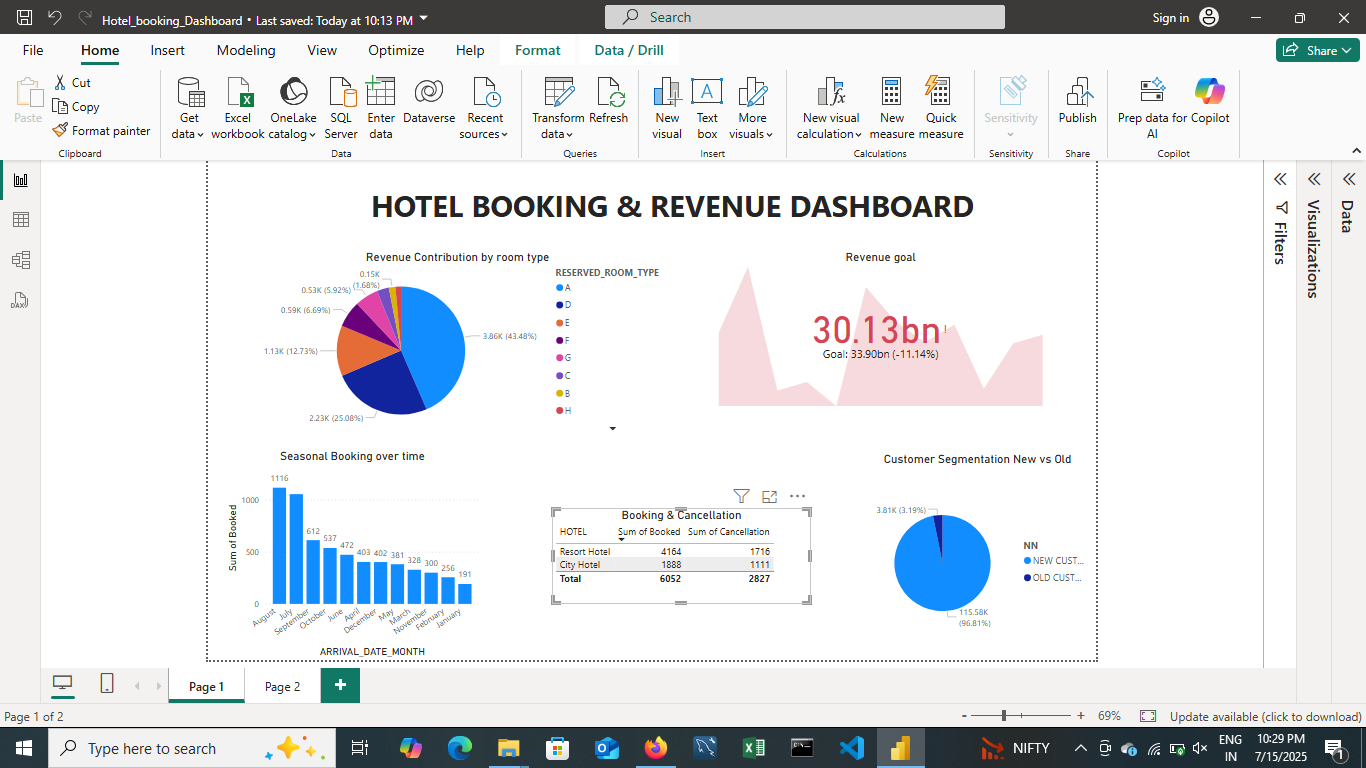 Hotel_booking_Dashboard • Last saved: Today at 10:13 PM
Search
Sign in
File
Home
Insert
Modeling
View
Optimize
Help
Format
Data / Drill
Share
Paste
Cut
Copy
Format painter
Clipboard
Get data
Excel workbook
OneLake catalog
SQL Server
Enter data
Dataverse
Recent sources
Data
Transform data
Refresh
Queries
New visual
Text box
More visuals
Insert
New visual calculation
New measure
Quick measure
Calculations
Sensitivity
Sensitivity
Publish
Share
Prep data for AI
Copilot
Copilot
HOTEL BOOKING & REVENUE DASHBOARD
Revenue Contribution by room type
0.15K (1.68%)
0.53K (5.92%)
0.59K (6.69%)
1.13K (12.73%)
2.23K (25.08%)
3.86K (43.48%)
RESERVED_ROOM_TYPE
A
D
E
F
G
C
B
H
Revenue goal
30.13bn!
Goal: 33.90bn (-11.14%)
Seasonal Booking over time
Sum of Booked
1000
500
0
1116
612
537
472
403
402
381
328
300
256
191
August
July
September
October
June
April
December
May
March
November
February
January
ARRIVAL_DATE_MONTH
Booking & Cancellation
HOTEL Sum of Booked Sum of Cancellation
Resort Hotel 4164 1716
City Hotel 1888 1111
Total 6052 2827
Customer Segmentation New vs Old
3.81K (3.19%)
115.58K (96.81%)
NN
NEW CUST...
OLD CUST...
Filters
Visualizations
Data
DAX
Page 1
Page 2
Page 1 of 2
69%
Update available (click to download)
Type here to search
NIFTY
ENG
IN
10:29 PM
7/15/2025
1